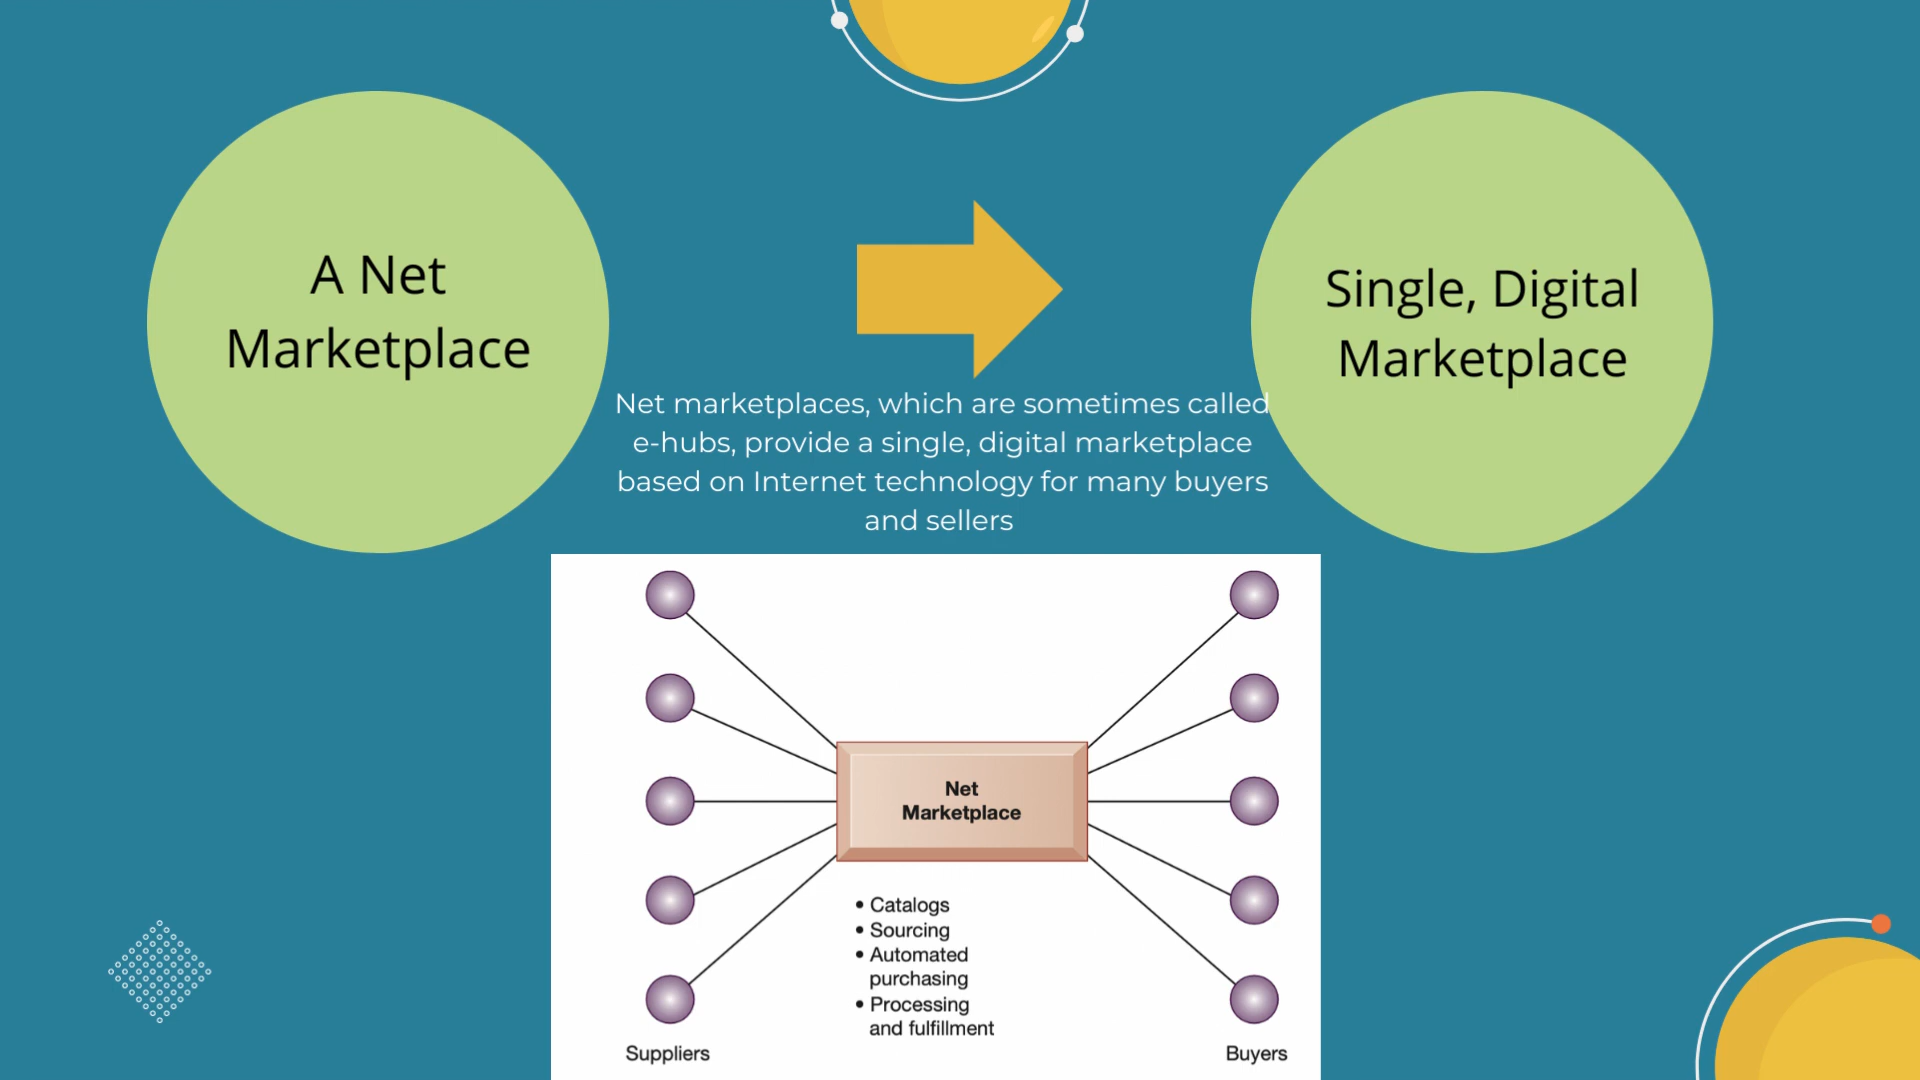 A Net
Marketplace
Single, Digital
Marketplace
Net marketplaces, which are sometimes called
e-hubs, provide a single, digital marketplace
based on Internet technology for many buyers
and sellers
Net
Marketplace
• Catalogs
• Sourcing
• Automated
purchasing
• Processing
and fulfillment
Suppliers
Buyers